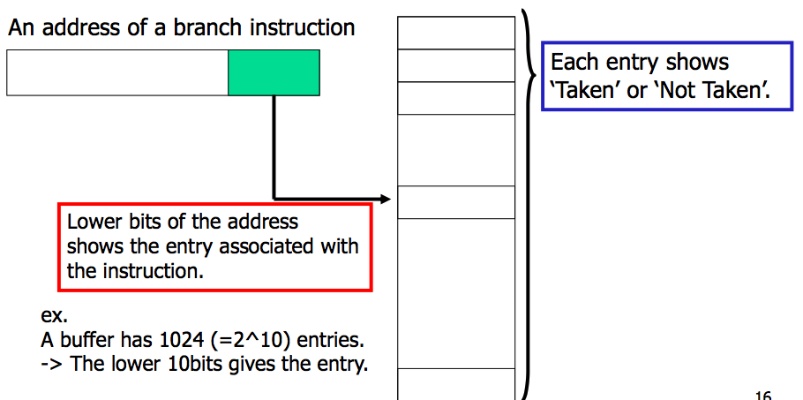 An address of a branch instruction
Each entry shows
‘Taken’ or ‘Not Taken’.
Lower bits of the address
shows the entry associated with
the instruction.
ex.
A buffer has 1024 (=2^10) entries.
-> The lower 10bits gives the entry.
16